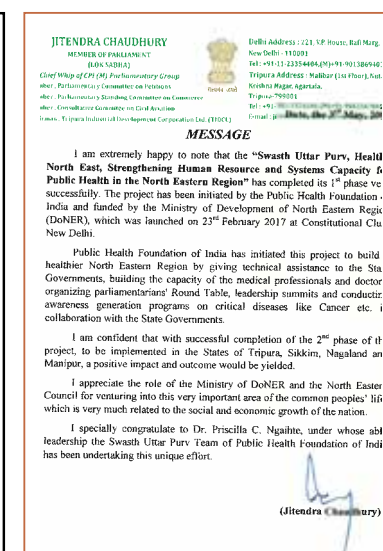 JITENDRA CHAUDHURY
MEMBER OF PARLIAMENT
(LOK SABHA)
Chief Whip of CPI (M) Parliamentary Group
mber, Parliamentary Committee on Petitions
mber, Parliamentary Standing Committee on Commerce
mber, Consultative Committee on Civil Aviation
Tripura Industrial Development Corporation Ltd. (TIDCL)
Delhi Address : 221, V.P. House, Rafi Marg,
New Delhi - 110001
Tel: +91-11-23354404,(M)+91-901386940
Tripura Address : Malibar (1st Floor),
Krishna Nagar, Agartala,
Tripura-799001
Tel: +91-
E-mail : 
MESSAGE
I am extremely happy to note that the "Swasth Uttar Purv, Health
North East, Strengthening Human Resource and Systems Capacity fo
Public Health in the North Eastern Region" has completed its 1st phase ve
successfully. The project has been initiated by the Public Health Foundation
India and funded by the Ministry of Development of North Eastern Regio
(DoNER), which was launched on 23rd February 2017 at Constitutional Clu
New Delhi.
Public Health Foundation of India has initiated this project to build
healthier North Eastern Region by giving technical assistance to the Sta
Governments, building the capacity of the medical professionals and doctor
organizing parliamentarians' Round Table, leadership summits and conductin
awareness generation programs on critical diseases like Cancer etc. i
collaboration with the State Governments.
I am confident that with successful completion of the 2nd phase of th
project, to be implemented in the States of Tripura, Sikkim, Nagaland an
Manipur, a positive impact and outcome would be yielded.
I appreciate the role of the Ministry of DoNER and the North Easter
Council for venturing into this very important area of the common peoples' life
which is very much related to the social and economic growth of the nation.
I specially congratulate to Dr. Priscilla C. Ngaihte, under whose abl
leadership the Swasth Uttar Purv Team of Public Health Foundation of Indi
has been undertaking this unique effort.
(Jitendra